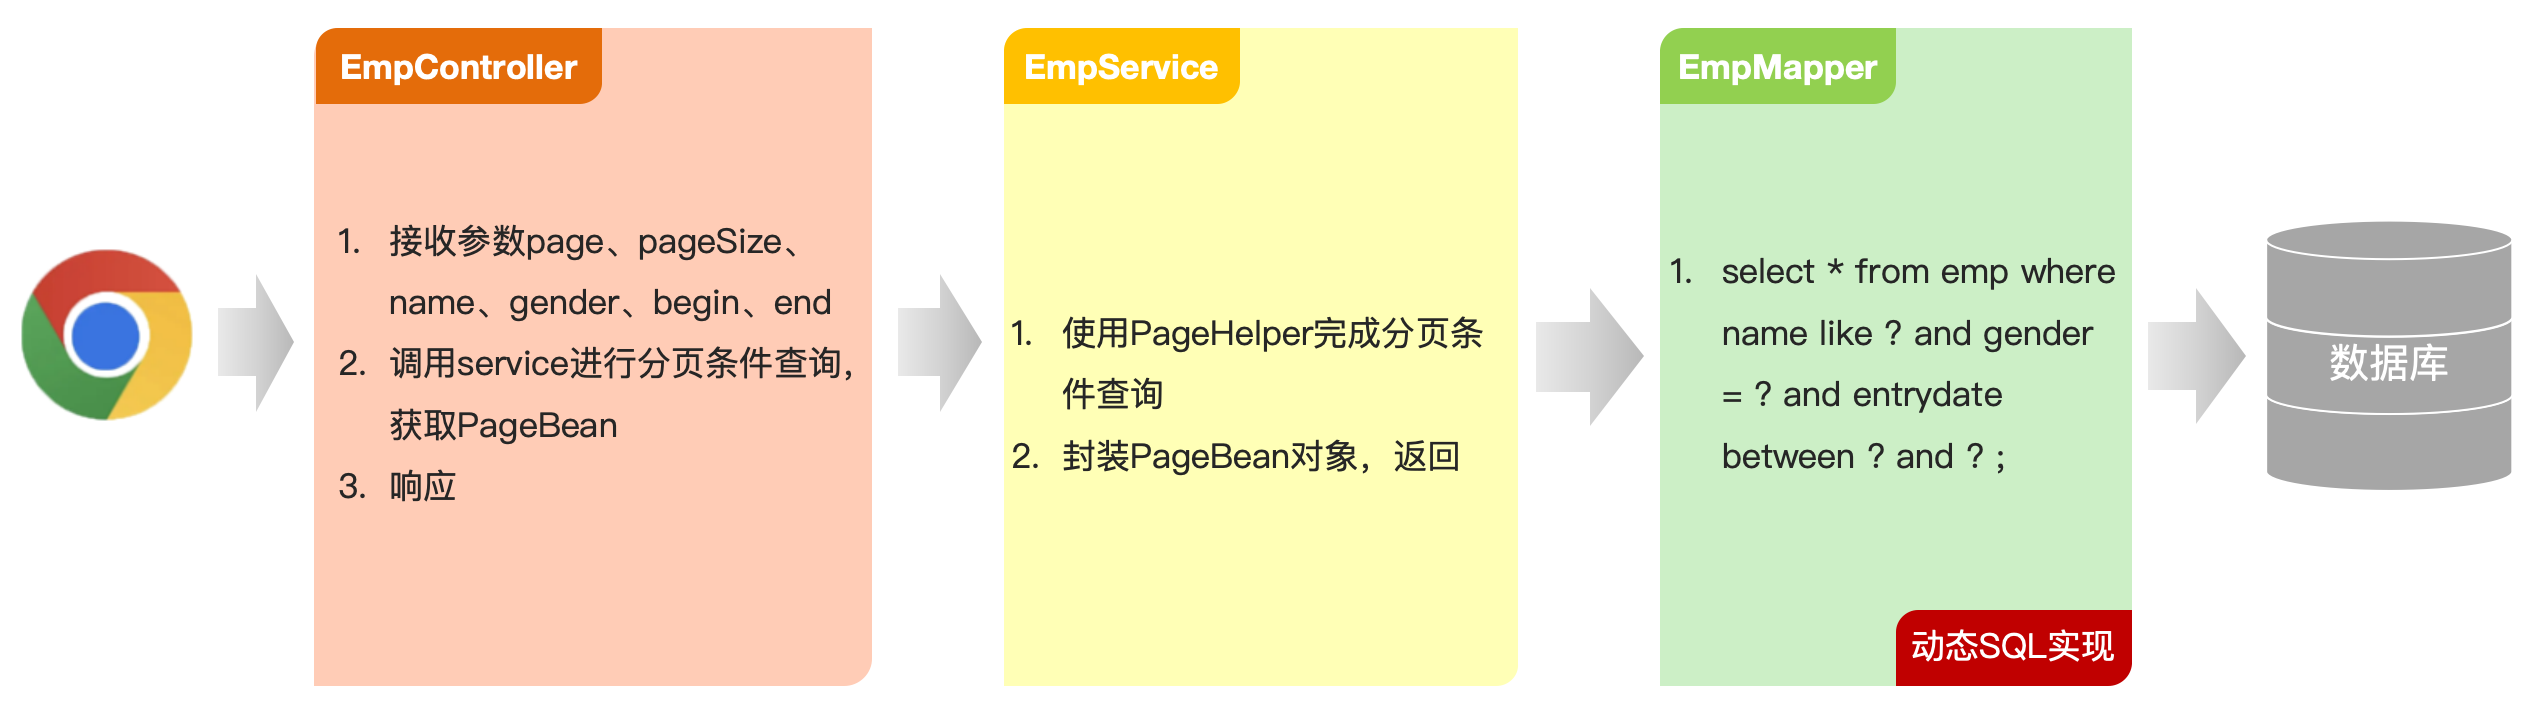 EmpController
1. 接收参数page、pageSize、
name、gender、begin、end
2. 调用service进行分页条件查询，
获取PageBean
3. 响应
EmpService
1. 使用PageHelper完成分页条
件查询
2. 封装PageBean对象，返回
EmpMapper
1. select * from emp where
name like ? and gender
= ? and entrydate
between ? and ? ;
动态SQL实现
数据库